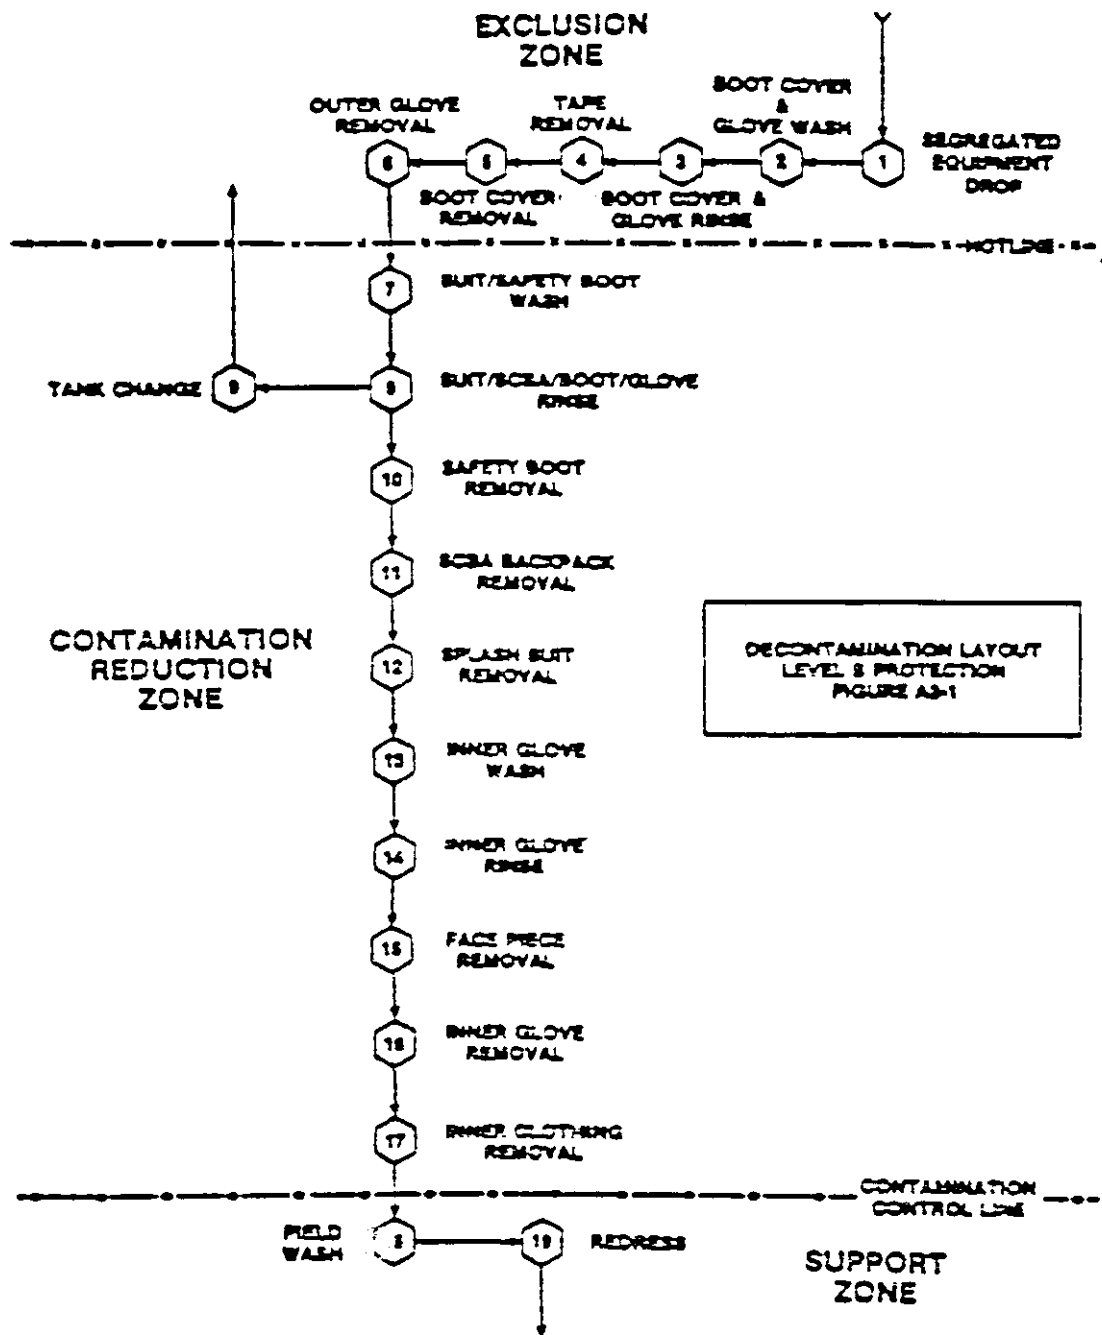 EXCLUSION
ZONE
OUTER GLOVE
REMOVAL
TAPE
REMOVAL
BOOT COVER
&
GLOVE WASH
6
5
4
3
2
1
SEGREGATED
EQUIPMENT
DROP
BOOT COVER
REMOVAL
BOOT COVER &
GLOVE RINSE
HOTLINE
7
SUIT/SAFETY BOOT
WASH
TANK CHANGE
9
8
SUIT/SCBA/BOOT/GLOVE
RINSE
10
SAFETY BOOT
REMOVAL
11
SCBA BACKPACK
REMOVAL
CONTAMINATION
REDUCTION
ZONE
12
SPLASH SUIT
REMOVAL
DECONTAMINATION LAYOUT
LEVEL B PROTECTION
FIGURE A3-1
13
INNER GLOVE
WASH
14
INNER GLOVE
RINSE
15
FACE PIECE
REMOVAL
16
INNER GLOVE
REMOVAL
17
INNER CLOTHING
REMOVAL
CONTAMINATION
CONTROL LINE
FIELD
WASH
19
REDRESS
SUPPORT
ZONE